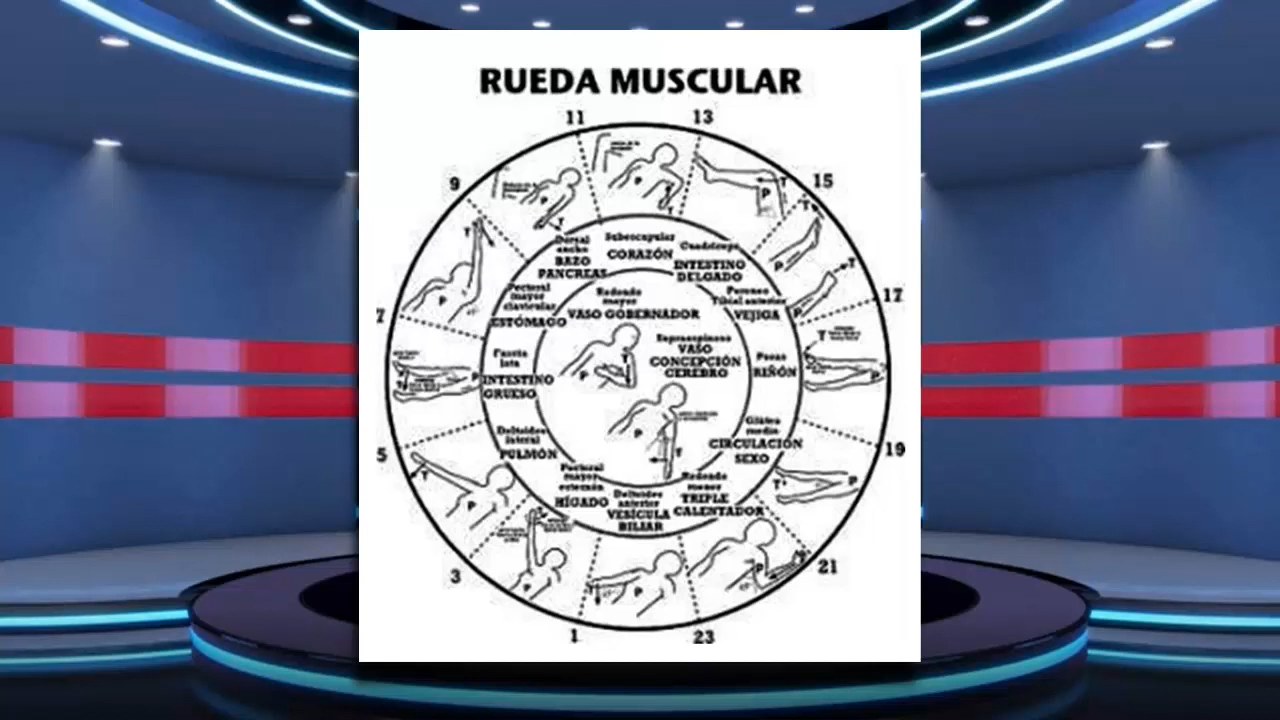 RUEDA MUSCULAR
11
13
9
15
7
17
5
19
3
21
1
23
Dorsal
ancho
BAZO
PANCREAS
Subescapular
CORAZÓN
Cuadriceps
INTESTINO
DELGADO
Pectoral
mayor
clavicular
ESTÓMAGO
Redondo
mayor
VASO GOBERNADOR
Peroneo
Tibial anterior
VEJIGA
Fascia
lata
INTESTINO
GRUESO
Supraespinoso
VASO
CONCEPCIÓN
CEREBRO
Psoas
RIÑÓN
Deltoides
lateral
PULMÓN
Glúteo
medio
CIRCULACIÓN
SEXO
Pectoral
mayor
esternón
HÍGADO
Deltoides
anterior
VESÍCULA
BILIAR
Redondo
menor
TRIPLE
CALENTADOR
P
T
P
T
P
T
P
T
P
T
P
T
P
T
P
T
P
T
P
T
P
P
T
P
T
P
T
P
T